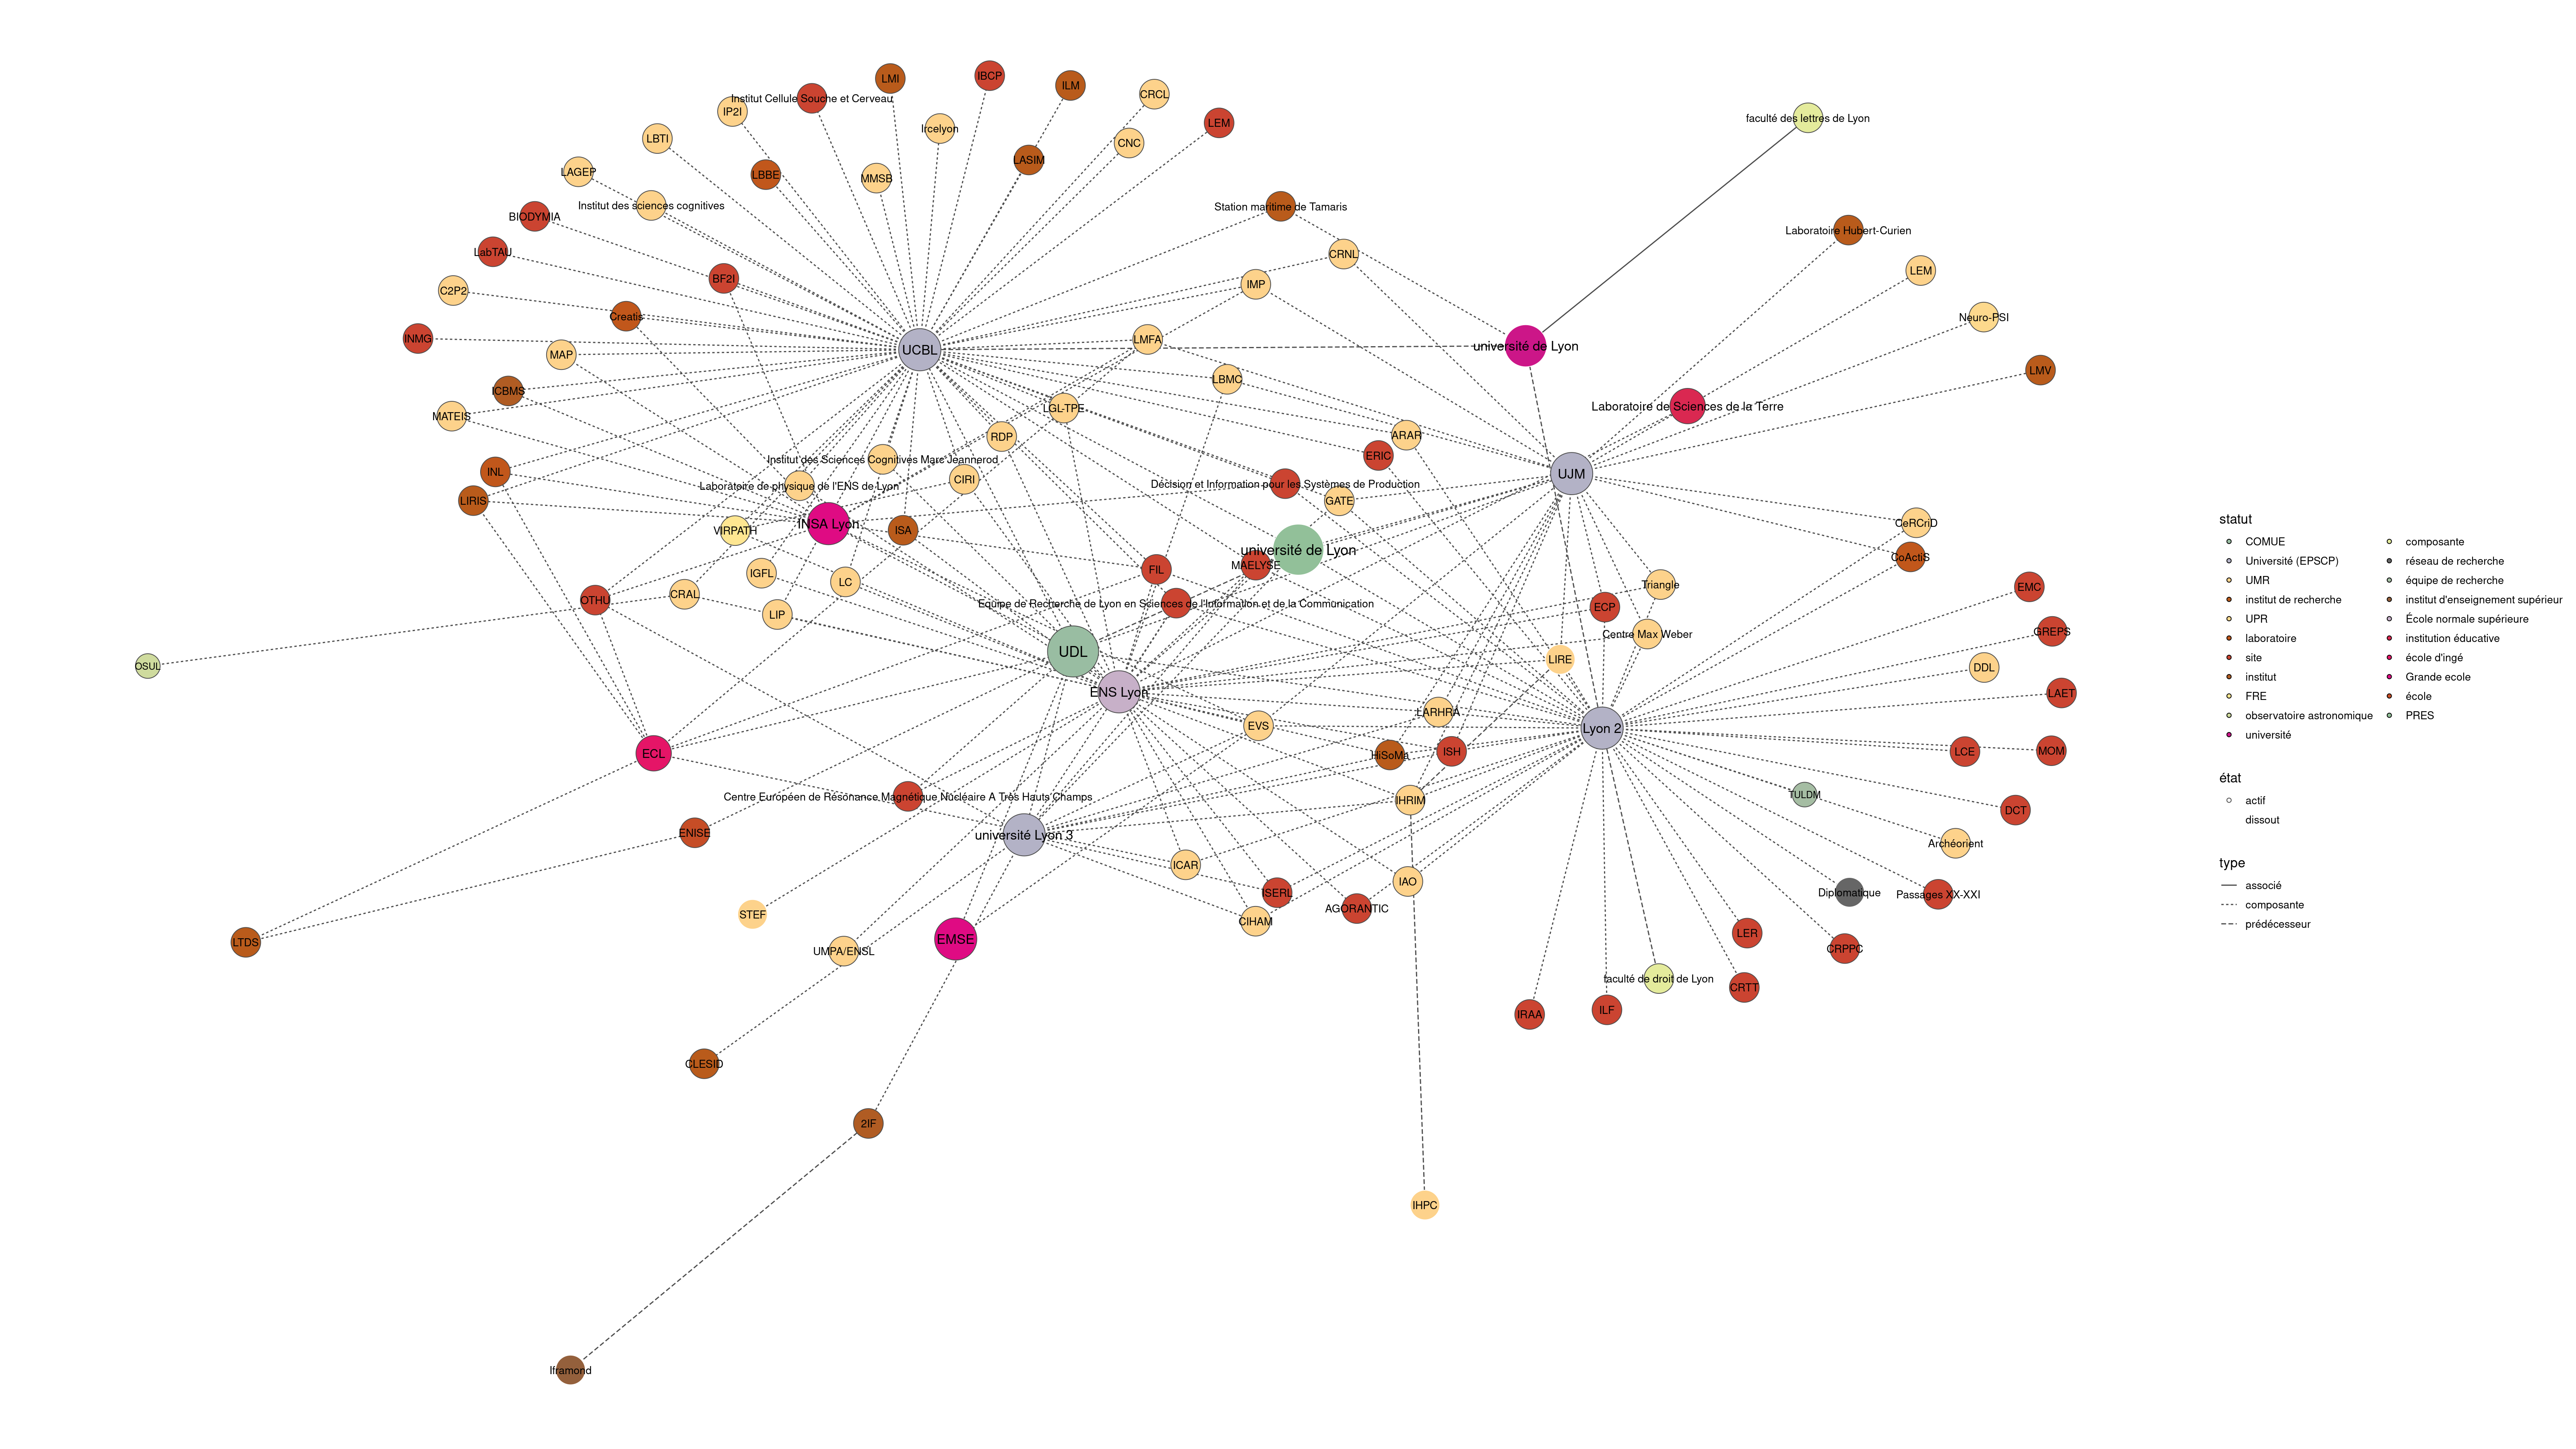 LMI
IBCP
ILM
CRCL
Institut Cellule Souche et Cerveau
IP2I
LEM
faculté des lettres de Lyon
Ircelyon
LBTI
CNC
LASIM
LAGEP
LBBE
MMSB
Institut des sciences cognitives
Station maritime de Tamaris
BIODYMIA
Laboratoire Hubert-Curien
LabTAU
CRNL
LEM
BF2I
IMP
C2P2
Creatis
Neuro-PSI
INMG
LMFA
université de Lyon
UCBL
MAP
LMV
LBMC
ICBMS
Laboratoire de Sciences de la Terre
LGL-TPE
MATEIS
RDP
ARAR
ERIC
Institut des Sciences Cognitives Marc Jeannerod
INL
UJM
CIRI
Décision et Information pour les Systèmes de Production
Laboratoire de physique de l'ENS de Lyon
LIRIS
GATE
CeRCriD
INSA Lyon
VIRPATH
ISA
université de Lyon
CoActiS
MAELYSE
FIL
IGFL
LC
Triangle
EMC
CRAL
OTHU
Equipe de Recherche de Lyon en Sciences de l'Information et de la Communication
ECP
LIP
GREPS
Centre Max Weber
UDL
LIRE
OSUL
DDL
ENS Lyon
LAET
LARHRA
EVS
Lyon 2
ECL
HiSoMa
ISH
LCE
MOM
TULDM
Centre Européen de Résonance Magnétique Nucléaire A Très Hauts Champs
IHRIM
DCT
ENISE
université Lyon 3
Archéorient
ICAR
IAO
ISERL
Diplomatique
Passages XX-XXI
AGORANTIC
STEF
CIHAM
LER
EMSE
LTDS
CRPPC
UMPA/ENSL
faculté de droit de Lyon
CRTT
ILF
IRAA
CLESID
2IF
IHPC
Iframond
statut
COMUE
Université (EPSCP)
UMR
institut de recherche
UPR
laboratoire
site
institut
FRE
observatoire astronomique
université
composante
réseau de recherche
équipe de recherche
institut d'enseignement supérieur
École normale supérieure
institution éducative
école d'ingé
Grande ecole
école
PRES
état
actif
dissout
type
associé
composante
prédécesseur